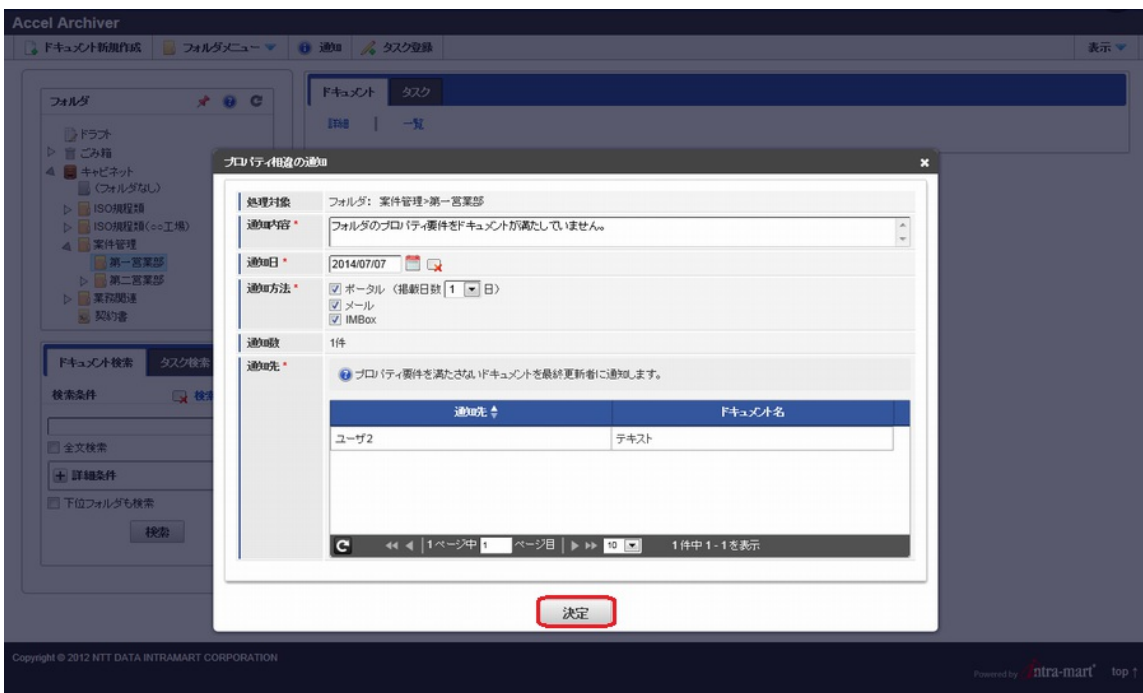 Accel Archiver
ドキュメント新規作成 フォルダメニュー 通知 タスク登録 表示
フォルダ
ドキュメント タスク
詳細 | 一覧
ドラフト
ごみ箱
キャビネット
(フォルダなし)
ISO規程類
ISO規程類(○○工場)
案件管理
第一営業部
第二営業部
業務関連
契約書
ドキュメント検索 タスク検索
検索条件
全文検索
詳細条件
下位フォルダも検索
検索
プロパティ相違の通知
処理対象 フォルダ: 案件管理>第一営業部
通知内容 * フォルダのプロパティ要件をドキュメントが満たしていません。
通知日 * 2014/07/07
通知方法 * ポータル (掲載日数 1 日)
メール
IMBox
通知数 1件
通知先 * プロパティ要件を満たさないドキュメントを最終更新者に通知します。
通知先 ドキュメント名
ユーザ2 テキスト
1ページ中 1 ページ目 10 1件中 1 - 1 を表示
決定
Copyright © 2012 NTT DATA INTRAMART CORPORATION
Powered by intra-mart top ↑